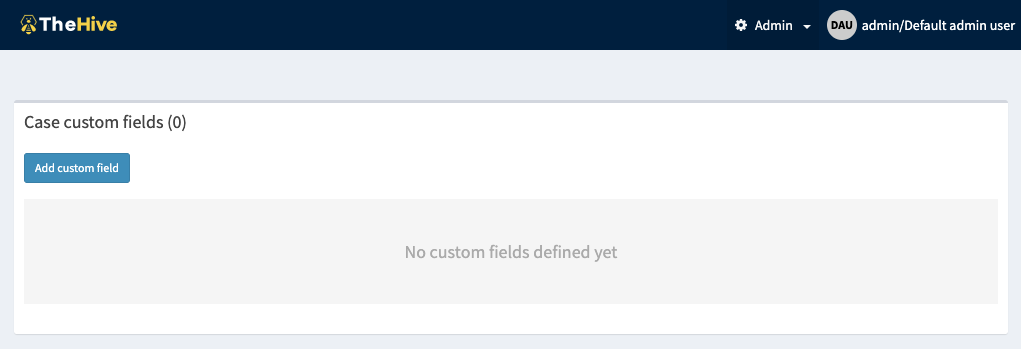 TheHive
Admin
DAU admin/Default admin user
Case custom fields (0)
Add custom field
No custom fields defined yet